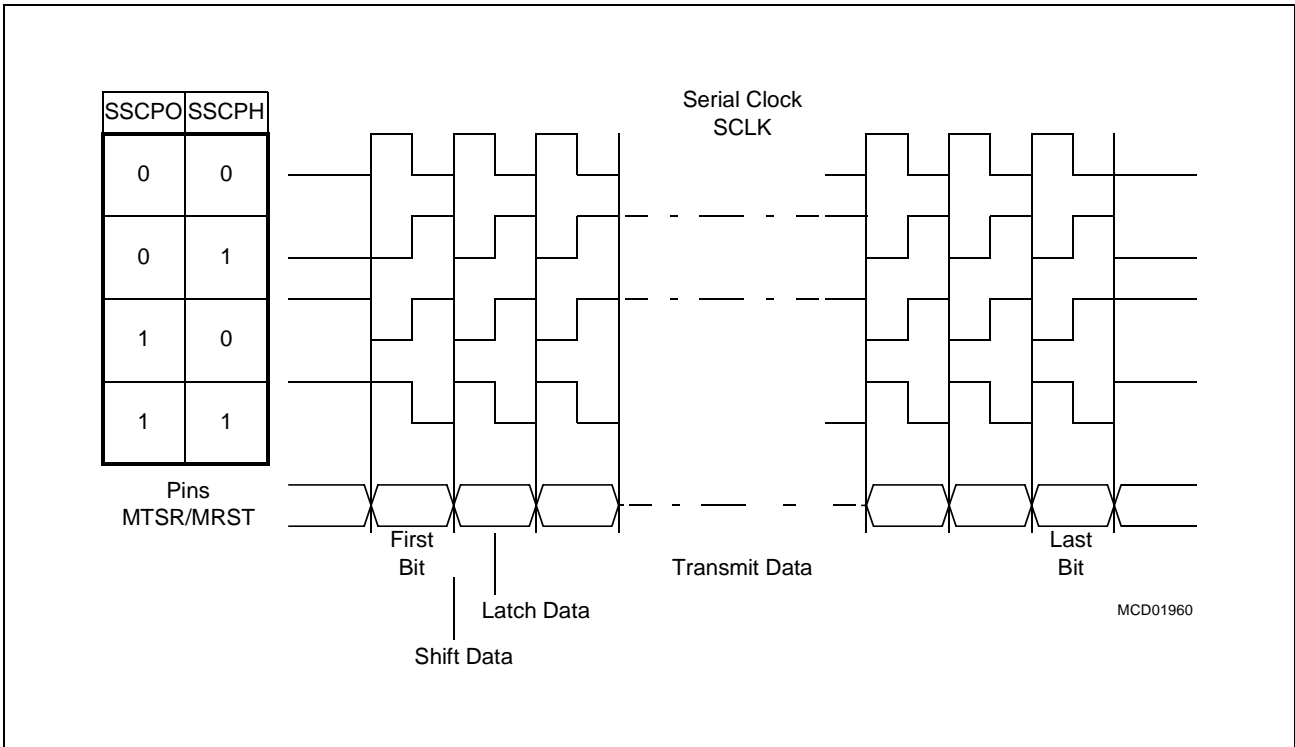 Serial Clock
SCLK
SSCPO SSCPH
0 0
0 1
1 0
1 1
Pins
MTSR/MRST
First
Bit
Last
Bit
Transmit Data
Latch Data
Shift Data
MCD01960